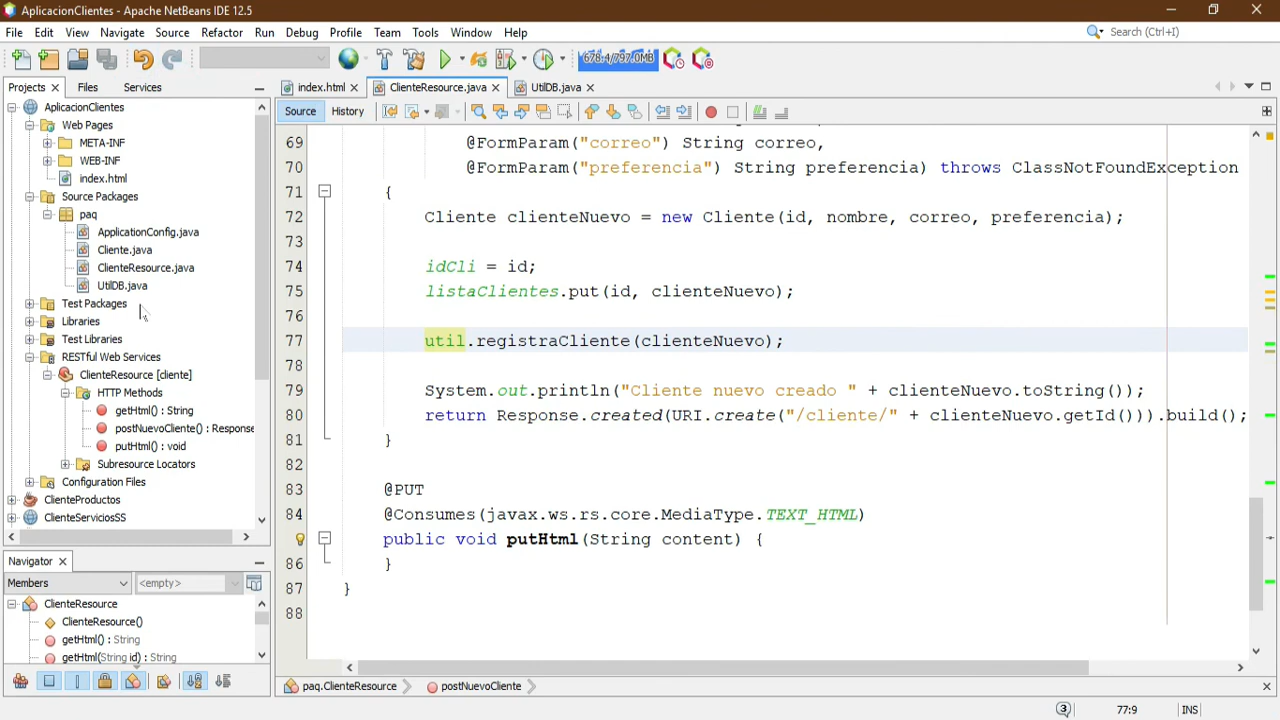 AplicacionClientes - Apache NetBeans IDE 12.5
File Edit View Navigate Source Refactor Run Debug Profile Team Tools Window Help
Search (Ctrl+I)
678.4/797.0MB
Projects Files Services
index.html ClienteResource.java UtilDB.java
Source History
AplicacionClientes
Web Pages
META-INF
WEB-INF
index.html
Source Packages
paq
ApplicationConfig.java
Cliente.java
ClienteResource.java
UtilDB.java
Test Packages
Libraries
Test Libraries
RESTful Web Services
ClienteResource [cliente]
HTTP Methods
getHtml() : String
postNuevoCliente() : Response
putHtml() : void
Subresource Locators
Configuration Files
ClienteProductos
ClienteServiciosSS
Navigator
Members <empty>
ClienteResource
ClienteResource()
getHtml() : String
getHtml(String id) : String
69 @FormParam("correo") String correo,
70 @FormParam("preferencia") String preferencia) throws ClassNotFoundException
71 {
72 Cliente clienteNuevo = new Cliente(id, nombre, correo, preferencia);
73
74 idCli = id;
75 listaClientes.put(id, clienteNuevo);
76
77 util.registraCliente(clienteNuevo);
78
79 System.out.println("Cliente nuevo creado " + clienteNuevo.toString());
80 return Response.created(URI.create("/cliente/" + clienteNuevo.getId())).build();
81 }
82
83 @PUT
84 @Consumes(javax.ws.rs.core.MediaType.TEXT_HTML)
public void putHtml(String content) {
86 }
87 }
88
paq.ClienteResource postNuevoCliente
3 77:9 INS